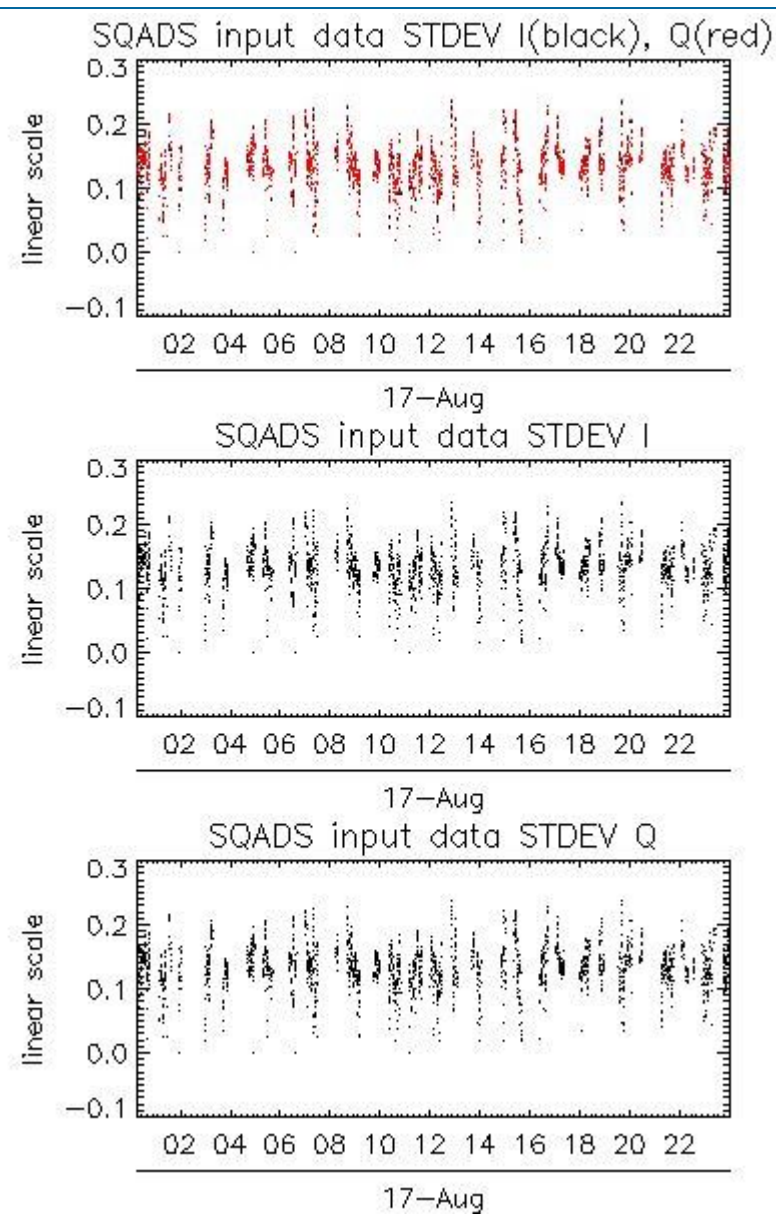 SQADS input data STDEV I(black), Q(red)
0.3
0.2
0.1
0.0
-0.1
linear scale
02 04 06 08 10 12 14 16 18 20 22
17-Aug
SQADS input data STDEV I
0.3
0.2
0.1
0.0
-0.1
linear scale
02 04 06 08 10 12 14 16 18 20 22
17-Aug
SQADS input data STDEV Q
0.3
0.2
0.1
0.0
-0.1
linear scale
02 04 06 08 10 12 14 16 18 20 22
17-Aug